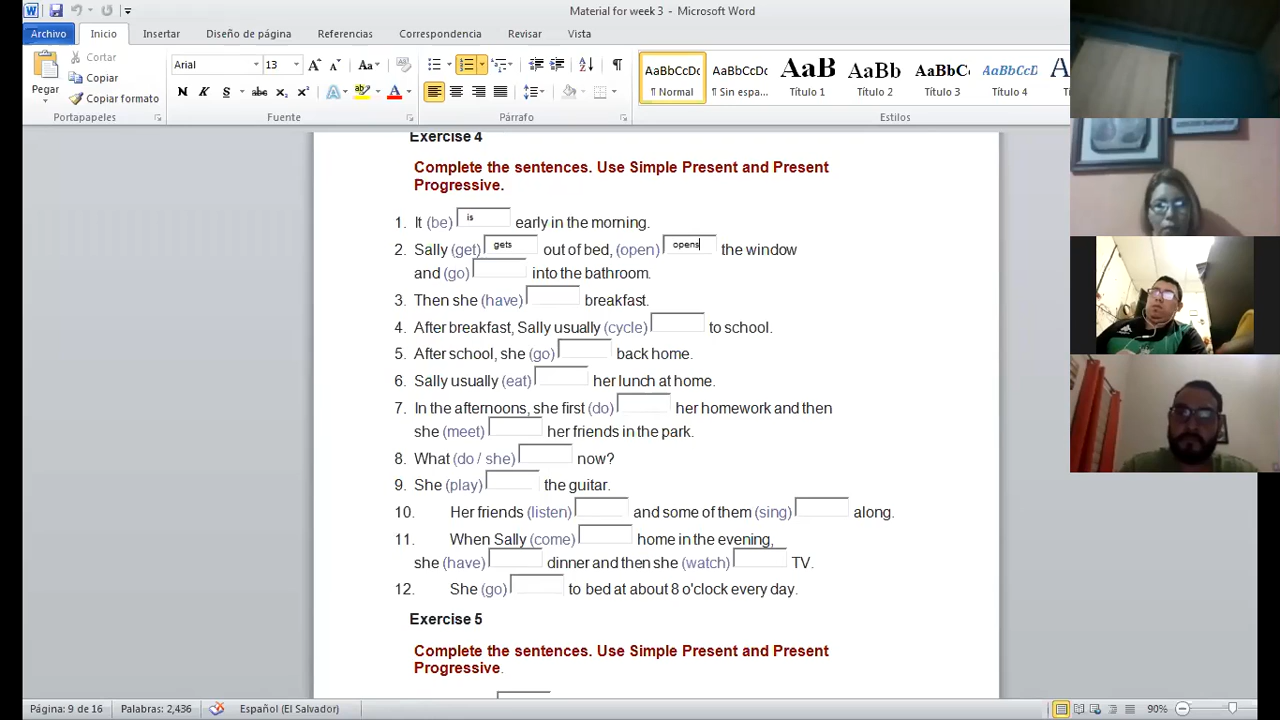 Material for week 3 - Microsoft Word
Archivo Inicio Insertar Diseño de página Referencias Correspondencia Revisar Vista
Pegar
Cortar
Copiar
Copiar formato
Arial 13
AaBbCcDc AaBbCcDc AaB AaBb AaBbC AaBbCcD
¶ Normal ¶ Sin espa... Título 1 Título 2 Título 3 Título 4
Portapapeles Fuente Párrafo Estilos
Exercise 4
Complete the sentences. Use Simple Present and Present
Progressive.
1. It (be) is early in the morning.
2. Sally (get) gets out of bed, (open) opens the window
and (go) into the bathroom.
3. Then she (have) breakfast.
4. After breakfast, Sally usually (cycle) to school.
5. After school, she (go) back home.
6. Sally usually (eat) her lunch at home.
7. In the afternoons, she first (do) her homework and then
she (meet) her friends in the park.
8. What (do / she) now?
9. She (play) the guitar.
10. Her friends (listen) and some of them (sing) along.
11. When Sally (come) home in the evening,
she (have) dinner and then she (watch) TV.
12. She (go) to bed at about 8 o'clock every day.
Exercise 5
Complete the sentences. Use Simple Present and Present
Progressive.
Página: 9 de 16 Palabras: 2,436 Español (El Salvador) 90%